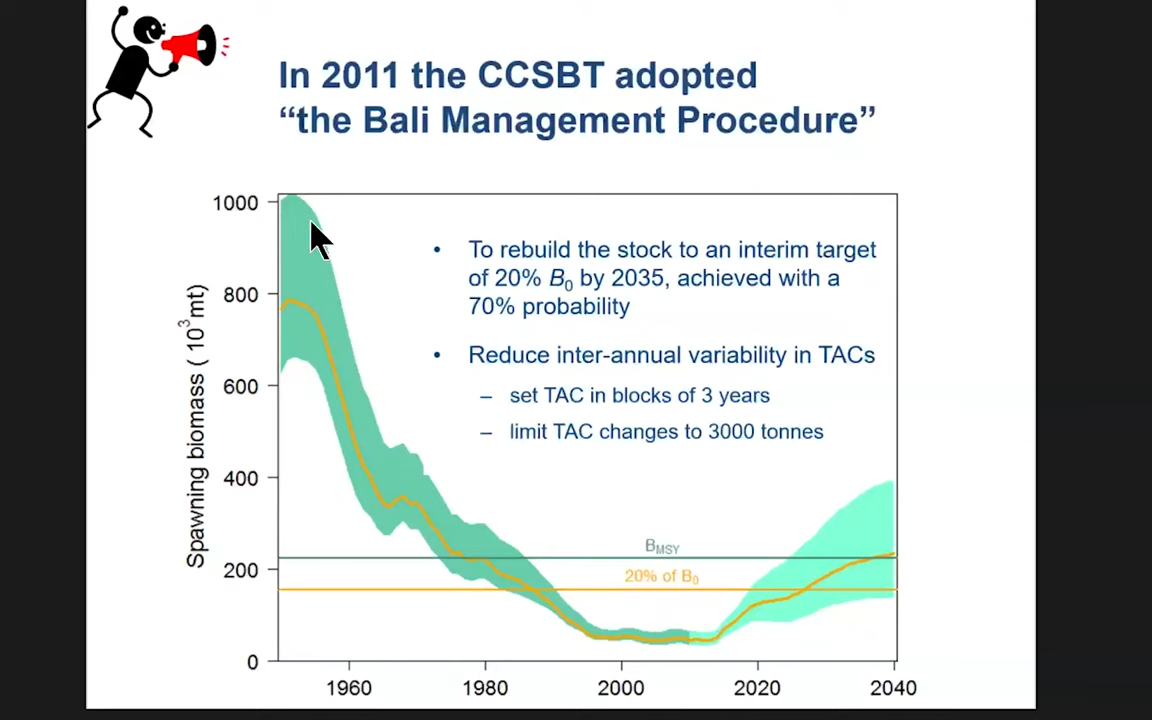 In 2011 the CCSBT adopted
“the Bali Management Procedure”
1000
800
600
400
200
0
Spawning biomass ( 10³mt)
• To rebuild the stock to an interim target
of 20% B₀ by 2035, achieved with a
70% probability
• Reduce inter-annual variability in TACs
– set TAC in blocks of 3 years
– limit TAC changes to 3000 tonnes
BMSY
20% of B₀
1960 1980 2000 2020 2040